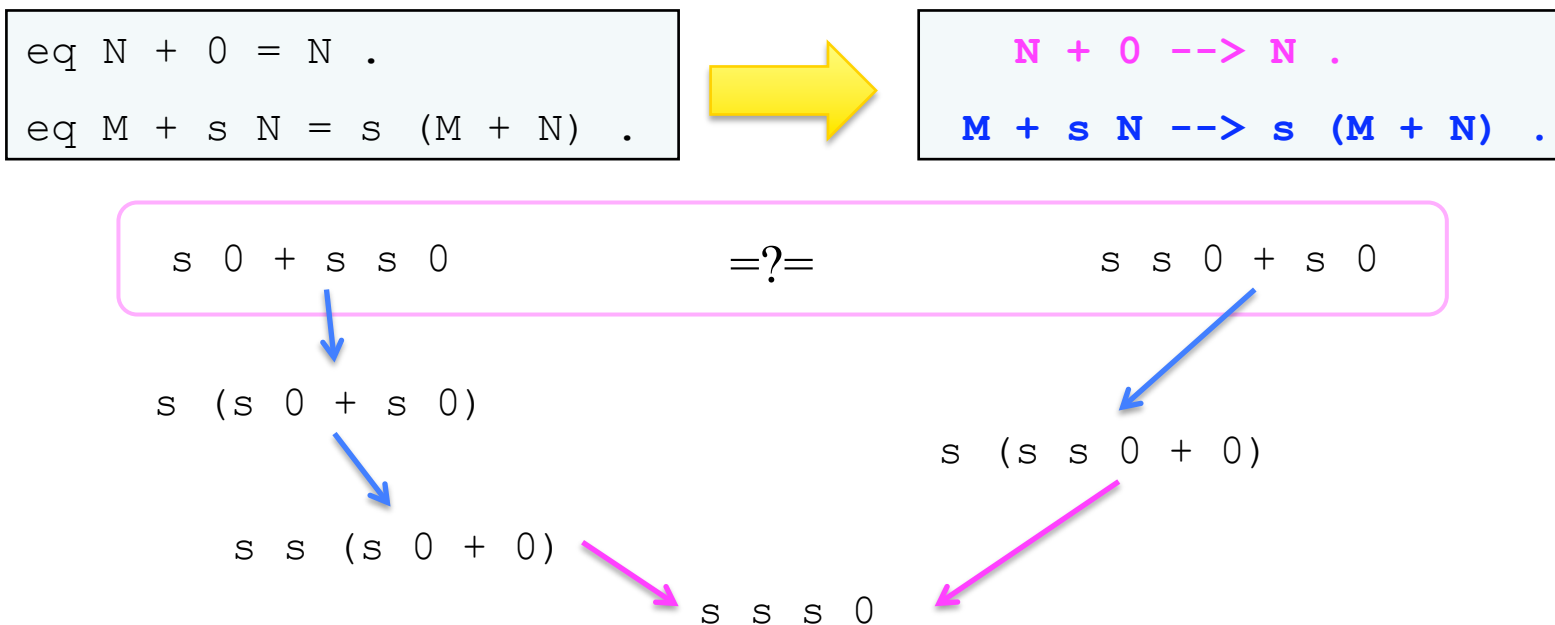 eq N + 0 = N .
eq M + s N = s (M + N) .
N + 0 --> N .
M + s N --> s (M + N) .
s 0 + s s 0 =?= s s 0 + s 0
s (s 0 + s 0)
s (s s 0 + 0)
s s (s 0 + 0)
s s s 0